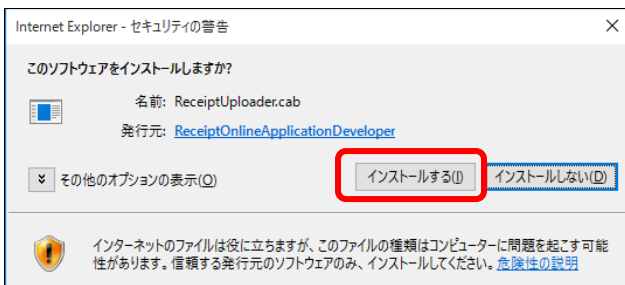 Internet Explorer - セキュリティの警告
このソフトウェアをインストールしますか?
名前: ReceiptUploader.cab
発行元: ReceiptOnlineApplicationDeveloper
その他のオプションの表示(O)
インストールする(I)
インストールしない(D)
インターネットのファイルは役に立ちますが、このファイルの種類はコンピューターに問題を起こす可能
性があります。信頼する発行元のソフトウェアのみ、インストールしてください。危険性の説明